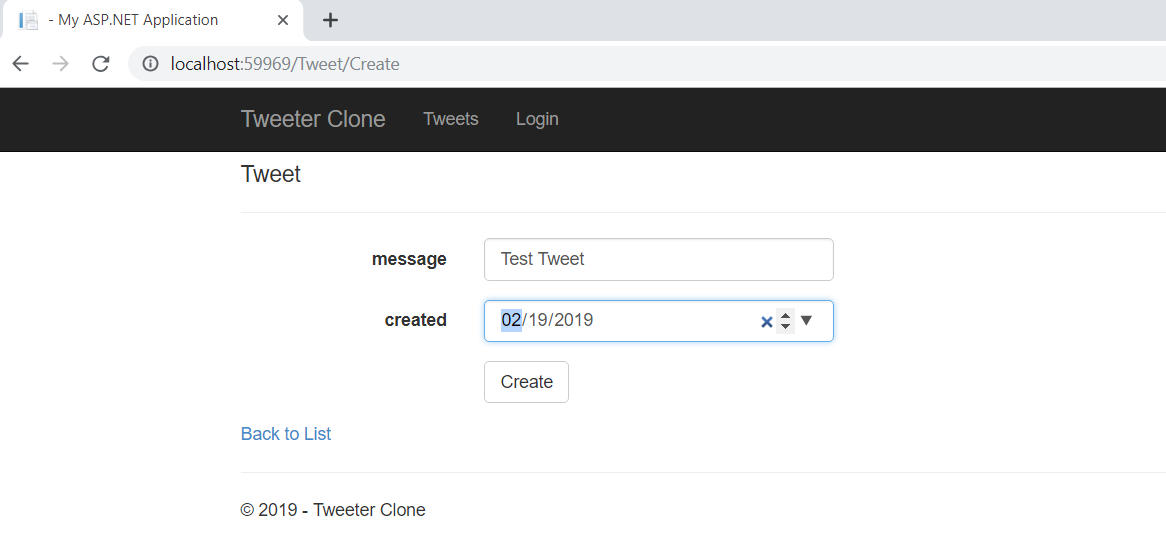 - My ASP.NET Application
localhost:59969/Tweet/Create
Tweeter Clone Tweets Login
Tweet
message Test Tweet
created 02/19/2019
Create
Back to List
© 2019 - Tweeter Clone